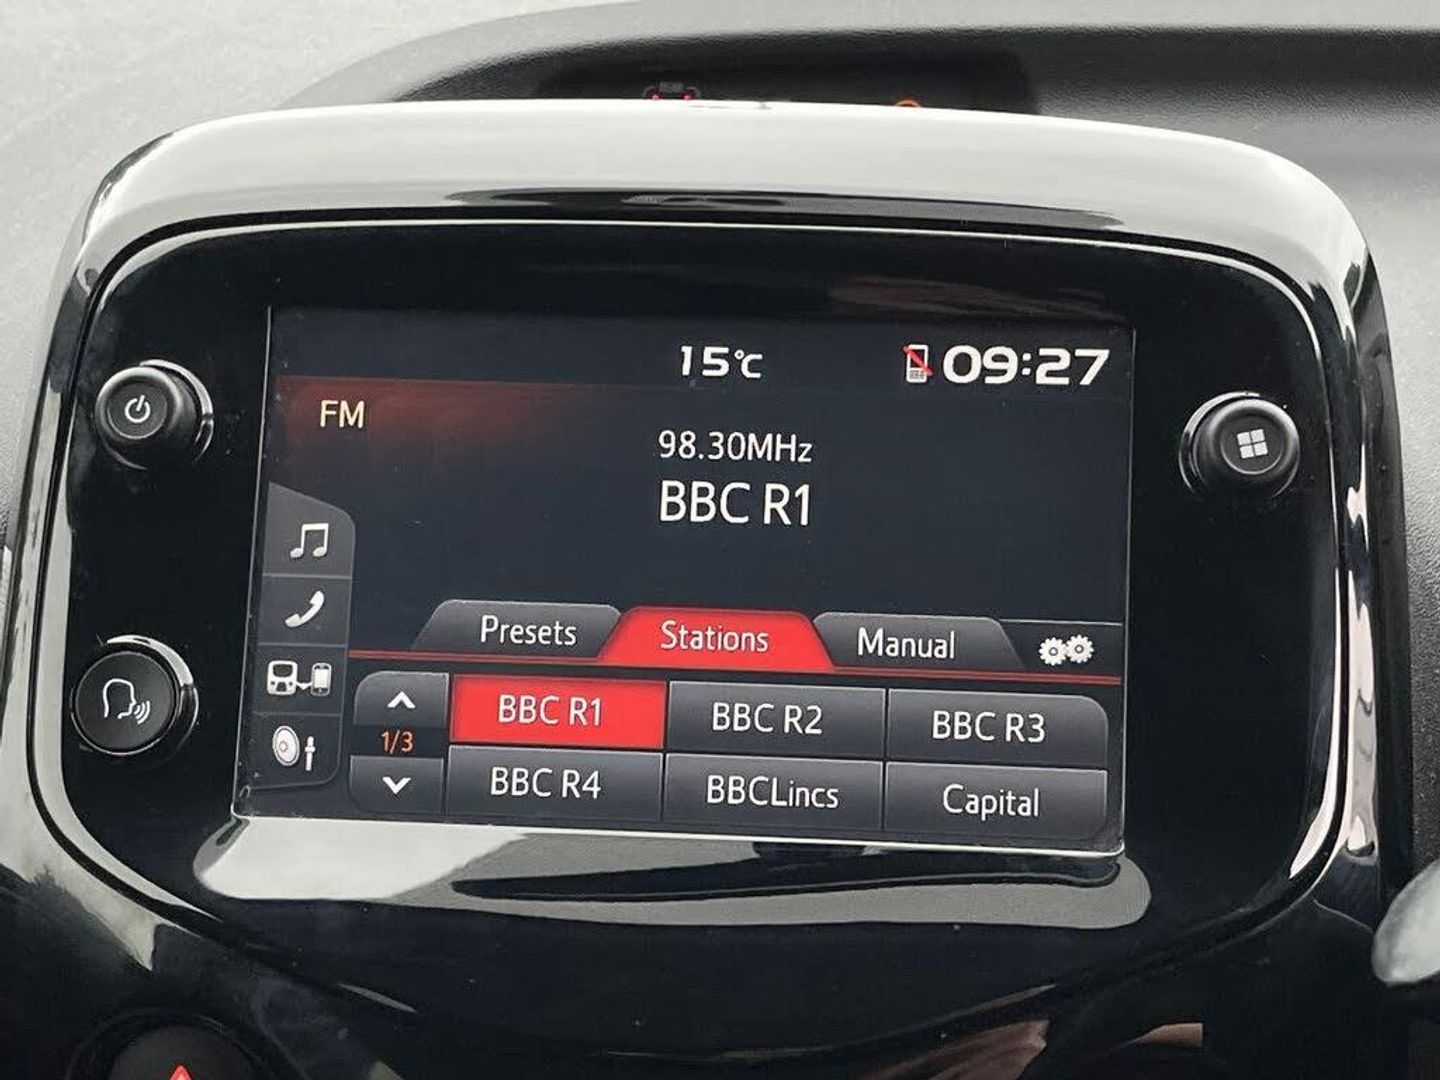 15°C 09:27
FM
98.30MHz
BBC R1
Presets Stations Manual
BBC R1 BBC R2 BBC R3
1/3
BBC R4 BBCLincs Capital